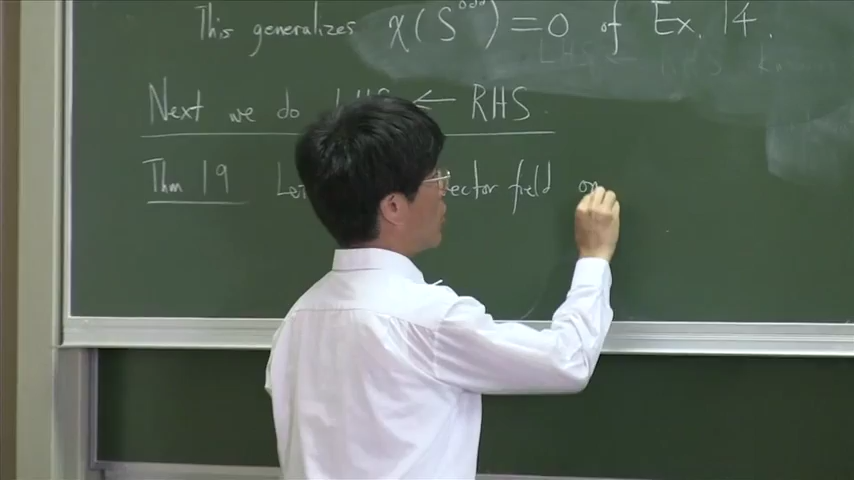 This generalizes χ(S^odd) = 0 of Ex. 14.
Next we do LHS ← RHS.
Thm 19 Let vector field on